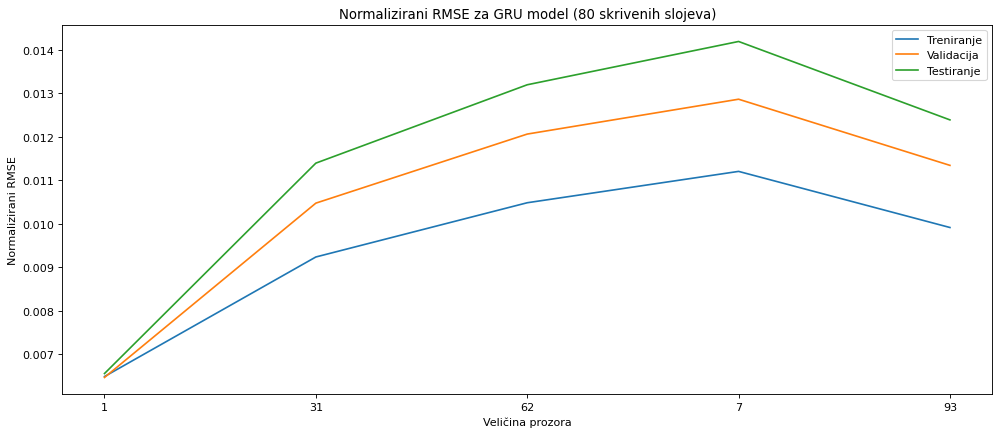 Normalizirani RMSE za GRU model (80 skrivenih slojeva)
Treniranje
Validacija
Testiranje
Normalizirani RMSE
0.014
0.013
0.012
0.011
0.010
0.009
0.008
0.007
1 31 62 7 93
Veličina prozora